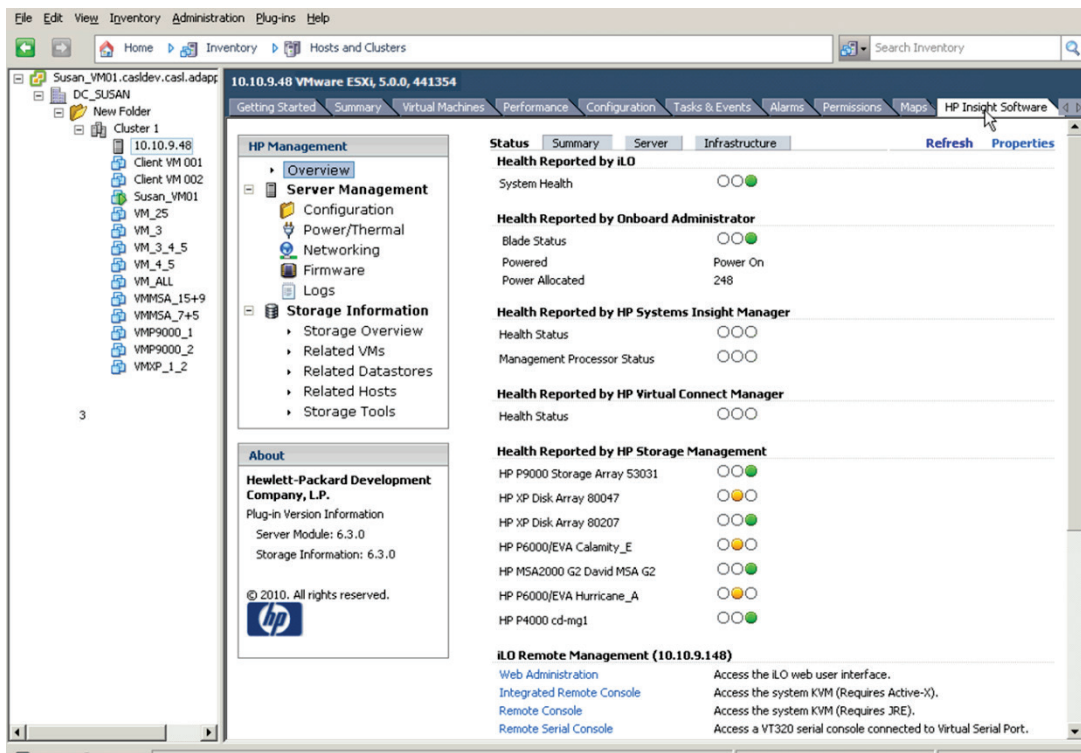 File Edit View Inventory Administration Plug-ins Help
Home Inventory Hosts and Clusters Search Inventory
Susan_VM01.casldev.casl.adapp
DC_SUSAN
New Folder
Cluster 1
10.10.9.48
Client VM 001
Client VM 002
Susan_VM01
VM_25
VM_3
VM_3_4_5
VM_4_5
VM_ALL
VMMSA_15+9
VMMSA_7+5
VMP9000_1
VMP9000_2
VMXP_1_2
3
10.10.9.48 VMware ESXi, 5.0.0, 441354
Getting Started Summary Virtual Machines Performance Configuration Tasks & Events Alarms Permissions Maps HP Insight Software
HP Management
Overview
Server Management
Configuration
Power/Thermal
Networking
Firmware
Logs
Storage Information
Storage Overview
Related VMs
Related Datastores
Related Hosts
Storage Tools
About
Hewlett-Packard Development
Company, L.P.
Plug-in Version Information
Server Module: 6.3.0
Storage Information: 6.3.0
© 2010. All rights reserved.
hp
Status Summary Server Infrastructure Refresh Properties
Health Reported by iLO
System Health
Health Reported by Onboard Administrator
Blade Status
Powered Power On
Power Allocated 248
Health Reported by HP Systems Insight Manager
Health Status
Management Processor Status
Health Reported by HP Virtual Connect Manager
Health Status
Health Reported by HP Storage Management
HP P9000 Storage Array 53031
HP XP Disk Array 80047
HP XP Disk Array 80207
HP P6000/EVA Calamity_E
HP MSA2000 G2 David MSA G2
HP P6000/EVA Hurricane_A
HP P4000 cd-mg1
iLO Remote Management (10.10.9.148)
Web Administration Access the iLO web user interface.
Integrated Remote Console Access the system KVM (Requires Active-X).
Remote Console Access the system KVM (Requires JRE).
Remote Serial Console Access a VT320 serial console connected to Virtual Serial Port.